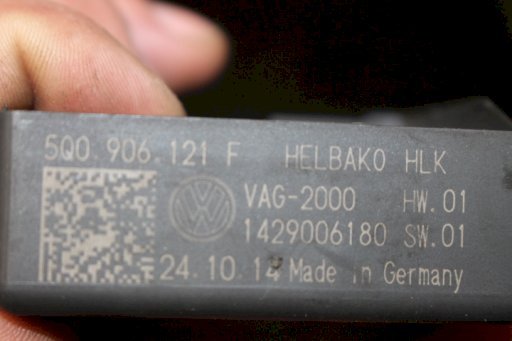 5Q0.906.121 F HELBAKO HLK
VAG-2000 HW.01
1429006180 SW.01
24.10.14 Made in Germany